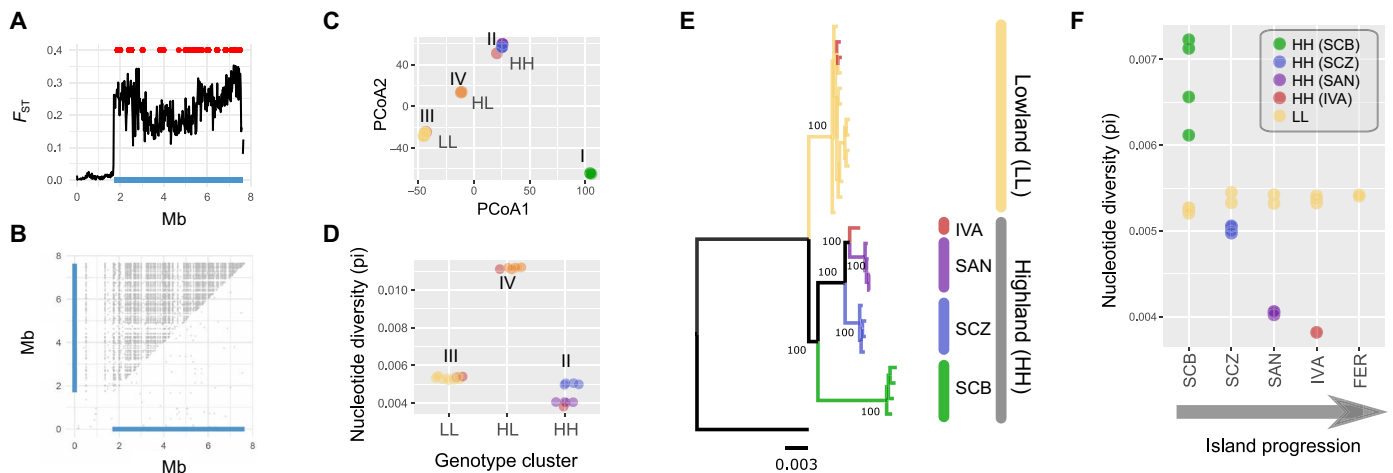 A
0.4
0.3
0.2
0.1
0.0
F_ST
0
2
4
6
8
Mb
B
8
6
4
2
0
Mb
0
2
4
6
8
Mb
C
II
HH
IV
HL
III
LL
I
40
0
−40
PCoA2
−50
0
50
100
PCoA1
D
Nucleotide diversity (pi)
0.010
0.008
0.006
0.004
IV
III
II
LL
HL
HH
Genotype cluster
E
100
100
100
100
100
100
100
0.003
Lowland (LL)
IVA
SAN
SCZ
SCB
Highland (HH)
F
HH (SCB)
HH (SCZ)
HH (SAN)
HH (IVA)
LL
Nucleotide diversity (pi)
0.007
0.006
0.005
0.004
SCB
SCZ
SAN
IVA
FER
Island progression